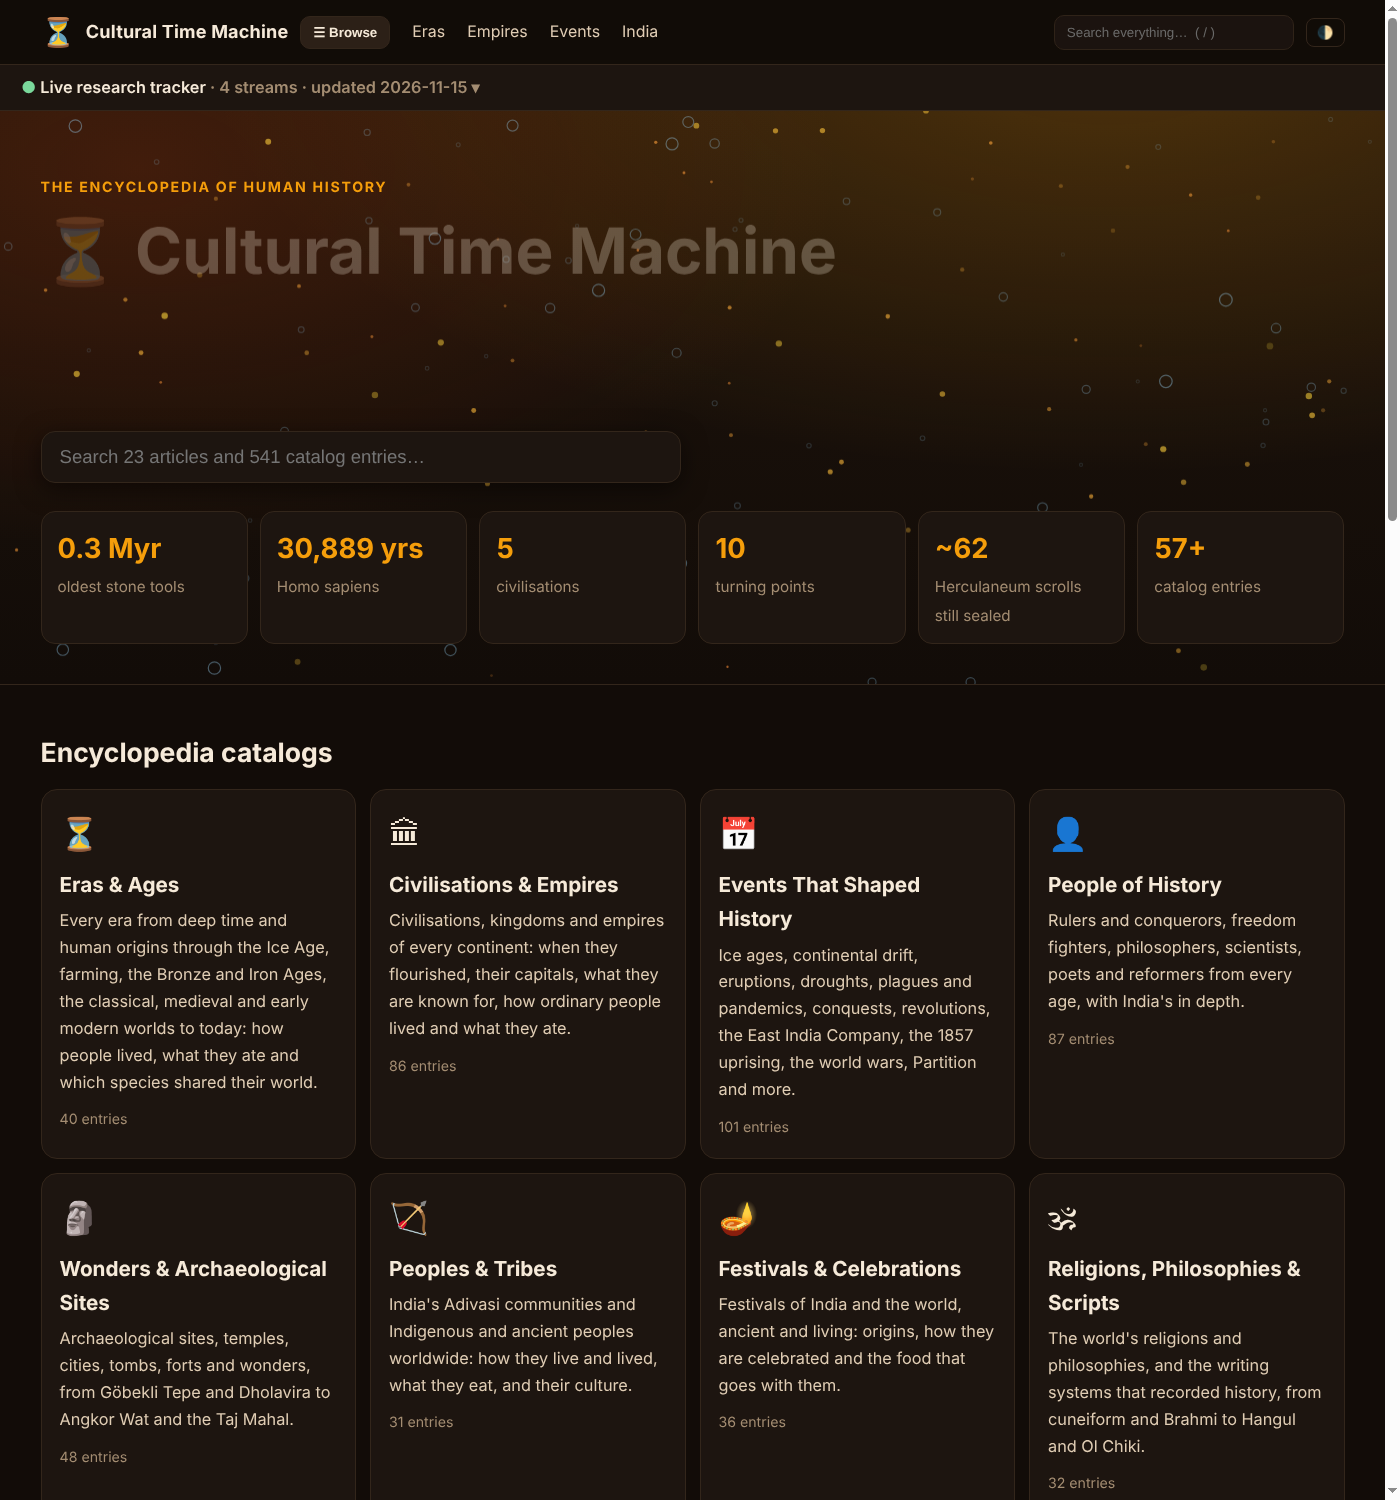 Cultural Time Machine
☰ Browse
Eras
Empires
Events
India
Search everything… ( / )
Live research tracker · 4 streams · updated 2026-11-15 ▾
THE ENCYCLOPEDIA OF HUMAN HISTORY
Cultural Time Machine
Search 23 articles and 541 catalog entries…
0.3 Myr
oldest stone tools
30,889 yrs
Homo sapiens
5
civilisations
10
turning points
~62
Herculaneum scrolls
still sealed
57+
catalog entries
Encyclopedia catalogs
Eras & Ages
Every era from deep time and
human origins through the Ice Age,
farming, the Bronze and Iron Ages,
the classical, medieval and early
modern worlds to today: how
people lived, what they ate and
which species shared their world.
40 entries
Civilisations & Empires
Civilisations, kingdoms and empires
of every continent: when they
flourished, their capitals, what they
are known for, how ordinary people
lived and what they ate.
86 entries
July
17
Events That Shaped
History
Ice ages, continental drift,
eruptions, droughts, plagues and
pandemics, conquests, revolutions,
the East India Company, the 1857
uprising, the world wars, Partition
and more.
101 entries
People of History
Rulers and conquerors, freedom
fighters, philosophers, scientists,
poets and reformers from every
age, with India's in depth.
87 entries
Wonders & Archaeological
Sites
Archaeological sites, temples,
cities, tombs, forts and wonders,
from Göbekli Tepe and Dholavira to
Angkor Wat and the Taj Mahal.
48 entries
Peoples & Tribes
India's Adivasi communities and
Indigenous and ancient peoples
worldwide: how they live and lived,
what they eat, and their culture.
31 entries
Festivals & Celebrations
Festivals of India and the world,
ancient and living: origins, how they
are celebrated and the food that
goes with them.
36 entries
ॐ
Religions, Philosophies &
Scripts
The world's religions and
philosophies, and the writing
systems that recorded history, from
cuneiform and Brahmi to Hangul
and Ol Chiki.
32 entries